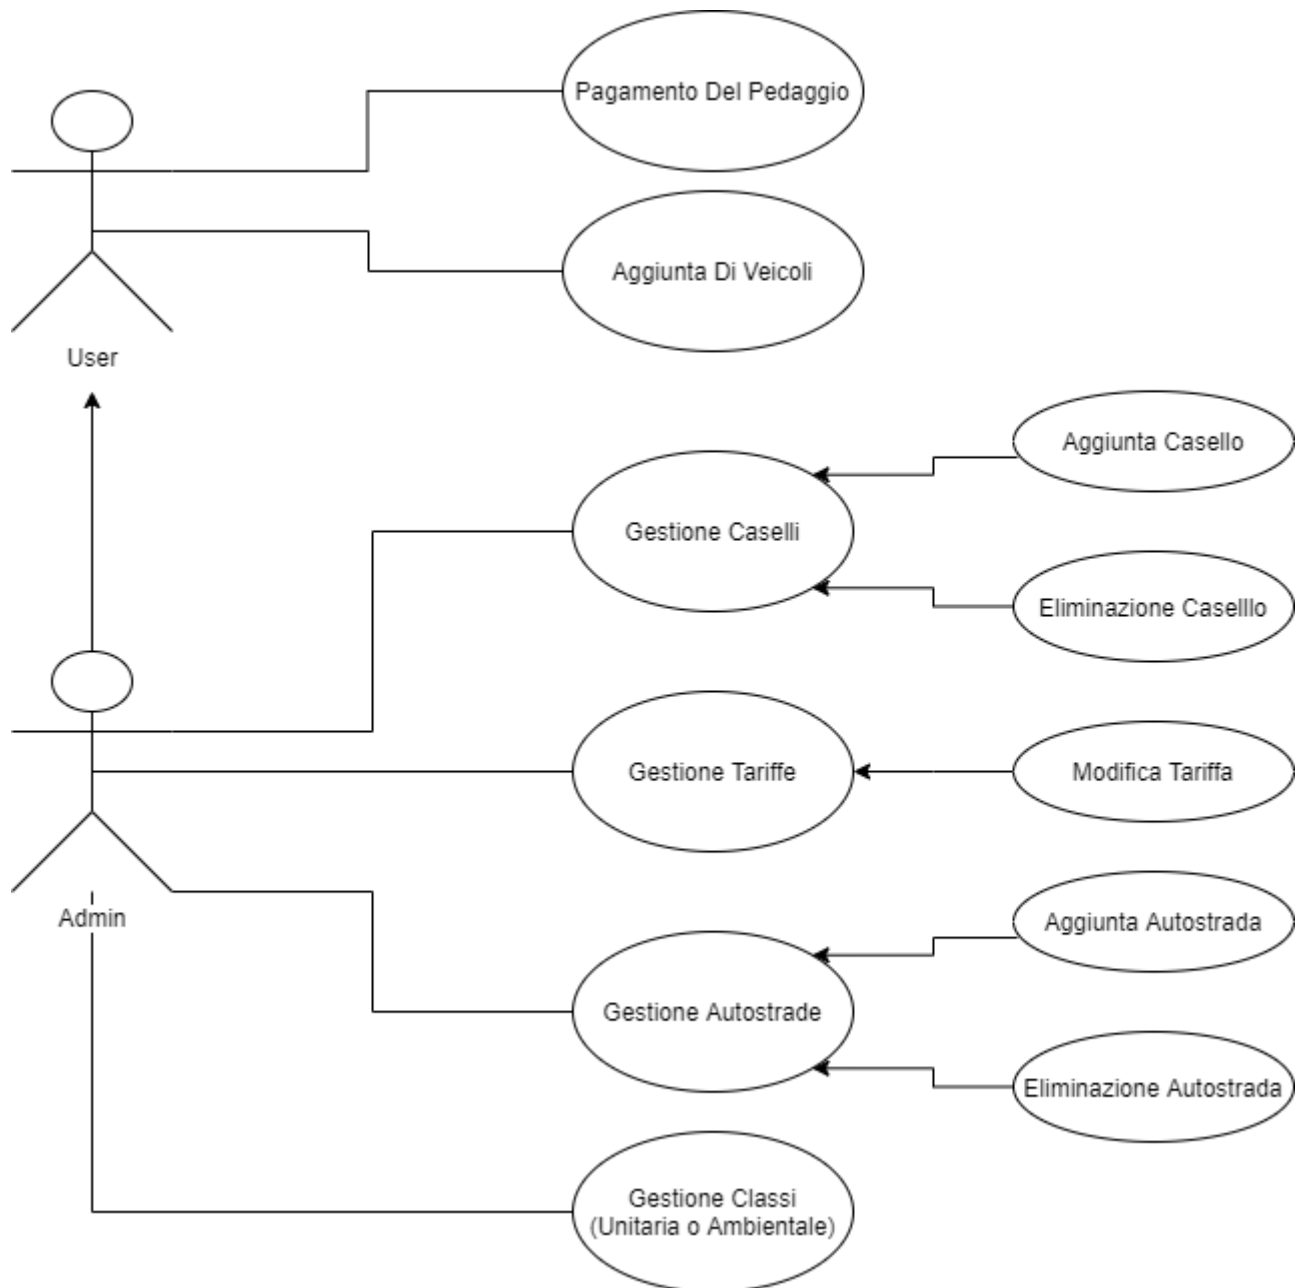 Pagamento Del Pedaggio
Aggiunta Di Veicoli
User
Aggiunta Casello
Gestione Caselli
Eliminazione Caselllo
Gestione Tariffe
Modifica Tariffa
Admin
Aggiunta Autostrada
Gestione Autostrade
Eliminazione Autostrada
Gestione Classi
(Unitaria o Ambientale)